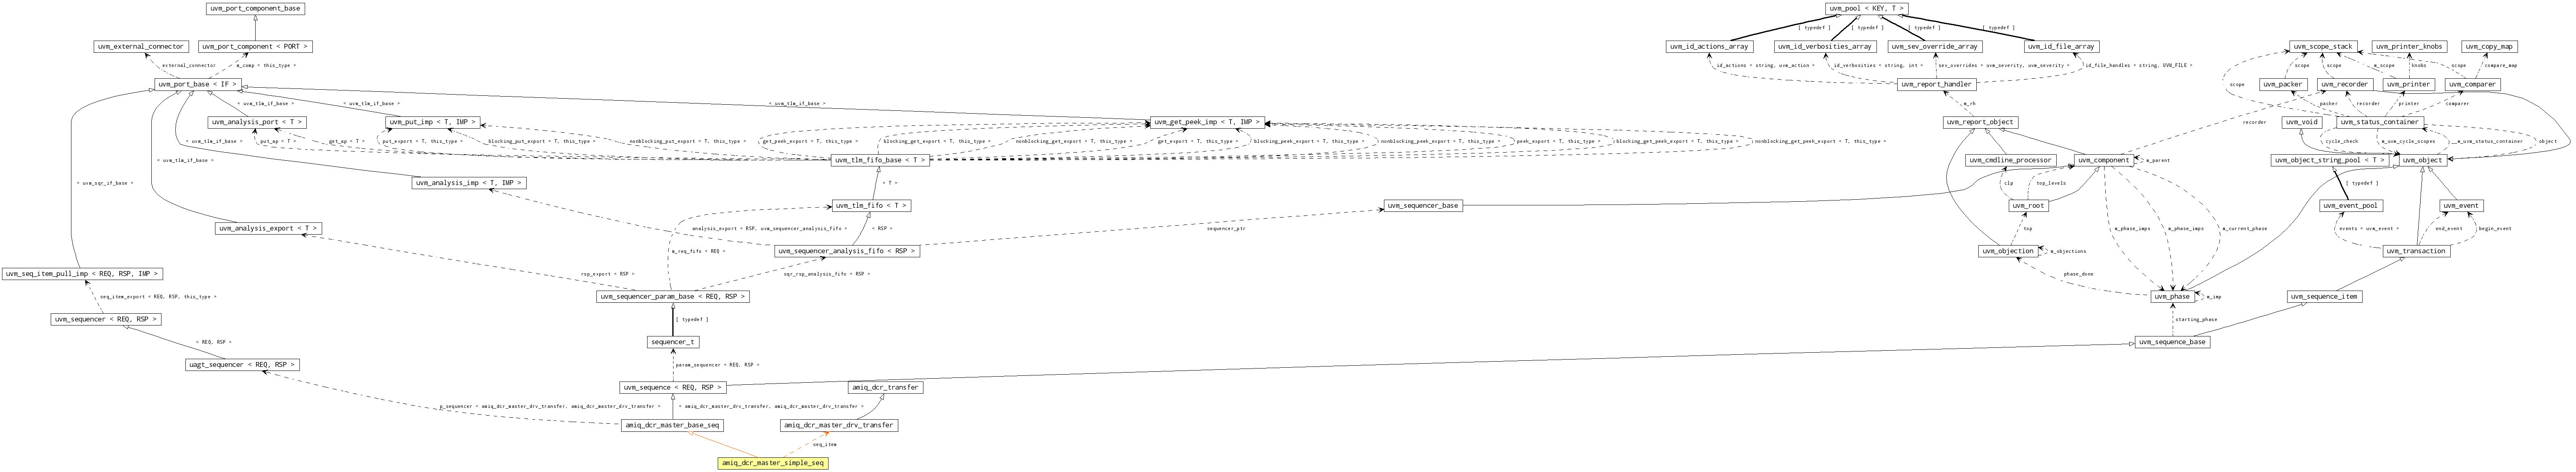 uvm_port_component_base
uvm_pool < KEY, T >
[ typedef ]
[ typedef ]
[ typedef ]
[ typedef ]
uvm_external_connector
uvm_port_component < PORT >
uvm_id_actions_array
uvm_id_verbosities_array
uvm_sev_override_array
uvm_id_file_array
uvm_scope_stack
uvm_printer_knobs
uvm_copy_map
external_connector
m_comp < this_type >
id_actions < string, uvm_action >
id_verbosities < string, int >
sev_overrides < uvm_severity, uvm_severity >
id_file_handles < string, UVM_FILE >
scope
scope
m_scope
knobs
scope
compare_map
uvm_port_base < IF >
uvm_report_handler
scope
uvm_packer
uvm_recorder
uvm_printer
uvm_comparer
< uvm_tlm_if_base >
< uvm_tlm_if_base >
< uvm_tlm_if_base >
m_rh
packer
recorder
printer
comparer
uvm_analysis_port < T >
uvm_put_imp < T, IMP >
uvm_get_peek_imp < T, IMP >
uvm_report_object
recorder
uvm_void
uvm_status_container
< uvm_tlm_if_base >
put_ap < T >
get_ap < T >
put_export < T, this_type >
blocking_put_export < T, this_type >
nonblocking_put_export < T, this_type >
get_peek_export < T, this_type >
blocking_get_export < T, this_type >
nonblocking_get_export < T, this_type >
get_export < T, this_type >
blocking_peek_export < T, this_type >
nonblocking_peek_export < T, this_type >
peek_export < T, this_type >
blocking_get_peek_export < T, this_type >
nonblocking_get_peek_export < T, this_type >
cycle_check
m_uvm_cycle_scopes
__m_uvm_status_container
object
< uvm_tlm_if_base >
uvm_tlm_fifo_base < T >
uvm_cmdline_processor
uvm_component
m_parent
uvm_object_string_pool < T >
uvm_object
< uvm_sqr_if_base >
uvm_analysis_imp < T, IMP >
< T >
clp
top_levels
[ typedef ]
uvm_tlm_fifo < T >
uvm_sequencer_base
uvm_root
uvm_event_pool
uvm_event
uvm_analysis_export < T >
analysis_export < RSP, uvm_sequencer_analysis_fifo >
< RSP >
sequencer_ptr
top
m_phase_imps
m_phase_imps
m_current_phase
events < uvm_event >
end_event
begin_event
m_req_fifo < REQ >
uvm_sequencer_analysis_fifo < RSP >
uvm_objection
m_objections
uvm_transaction
uvm_seq_item_pull_imp < REQ, RSP, IMP >
rsp_export < RSP >
sqr_rsp_analysis_fifo < RSP >
phase_done
seq_item_export < REQ, RSP, this_type >
uvm_sequencer_param_base < REQ, RSP >
uvm_phase
m_imp
uvm_sequence_item
uvm_sequencer < REQ, RSP >
[ typedef ]
starting_phase
< REQ, RSP >
sequencer_t
uvm_sequence_base
uagt_sequencer < REQ, RSP >
param_sequencer < REQ, RSP >
uvm_sequence < REQ, RSP >
amiq_dcr_transfer
p_sequencer < amiq_dcr_master_drv_transfer, amiq_dcr_master_drv_transfer >
< amiq_dcr_master_drv_transfer, amiq_dcr_master_drv_transfer >
amiq_dcr_master_base_seq
amiq_dcr_master_drv_transfer
seq_item
amiq_dcr_master_simple_seq